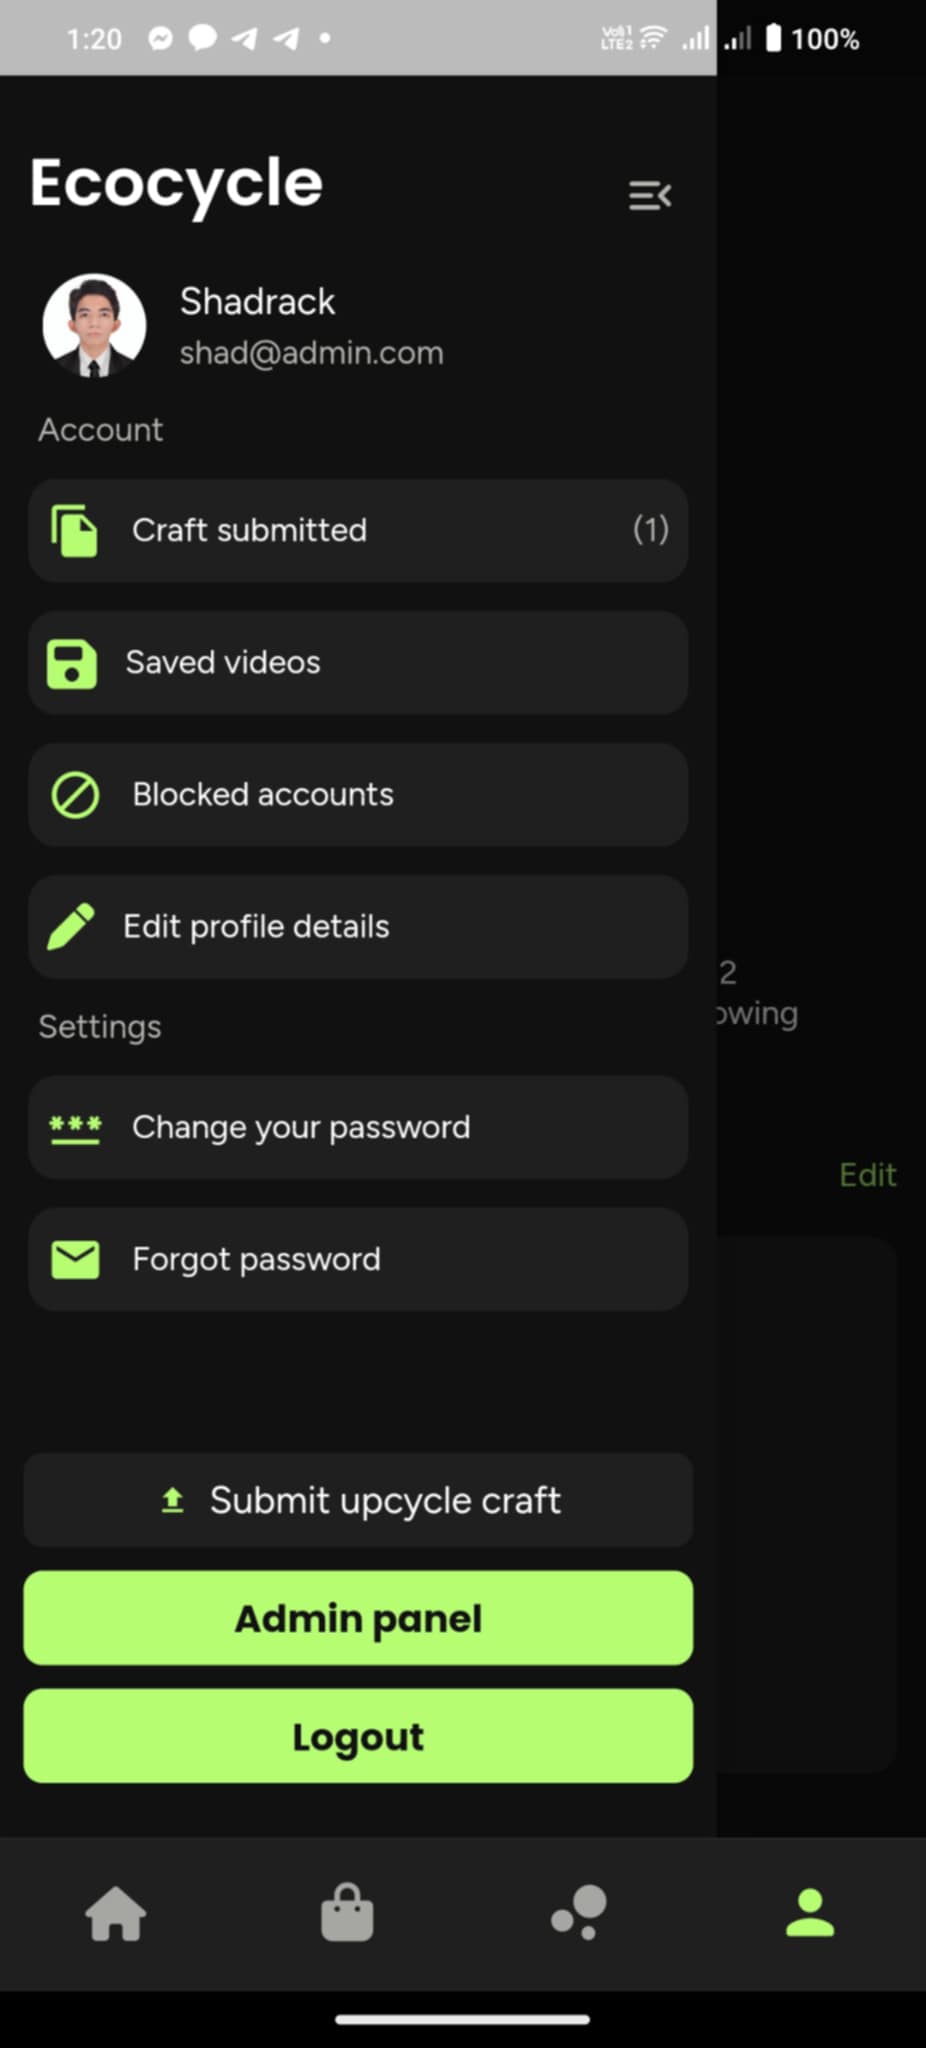 1:20
Vo)) 1
LTE2
100%
Ecocycle
Shadrack
shad@admin.com
Account
Craft submitted (1)
Saved videos
Blocked accounts
Edit profile details
2
owing
Settings
Change your password
Edit
Forgot password
Submit upcycle craft
Admin panel
Logout